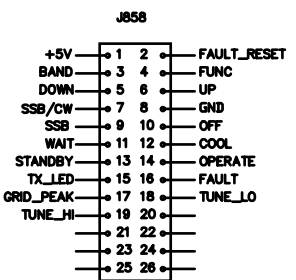 J858
+5V 1 2 FAULT_RESET
BAND 3 4 FUNC
DOWN 5 6 UP
SSB/CW 7 8 GND
SSB 9 10 OFF
WAIT 11 12 COOL
STANDBY 13 14 OPERATE
TX_LED 15 16 FAULT
GRID_PEAK 17 18 TUNE_LO
TUNE_HI 19 20
21 22
23 24
25 26